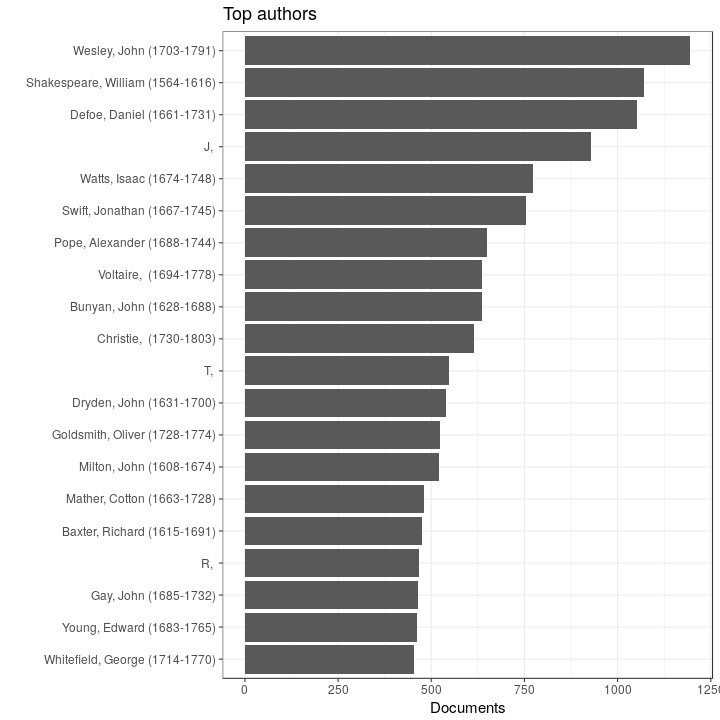 Top authors
Wesley, John (1703-1791)
Shakespeare, William (1564-1616)
Defoe, Daniel (1661-1731)
J,
Watts, Isaac (1674-1748)
Swift, Jonathan (1667-1745)
Pope, Alexander (1688-1744)
Voltaire,  (1694-1778)
Bunyan, John (1628-1688)
Christie,  (1730-1803)
T,
Dryden, John (1631-1700)
Goldsmith, Oliver (1728-1774)
Milton, John (1608-1674)
Mather, Cotton (1663-1728)
Baxter, Richard (1615-1691)
R,
Gay, John (1685-1732)
Young, Edward (1683-1765)
Whitefield, George (1714-1770)
0 250 500 750 1000 1250
Documents